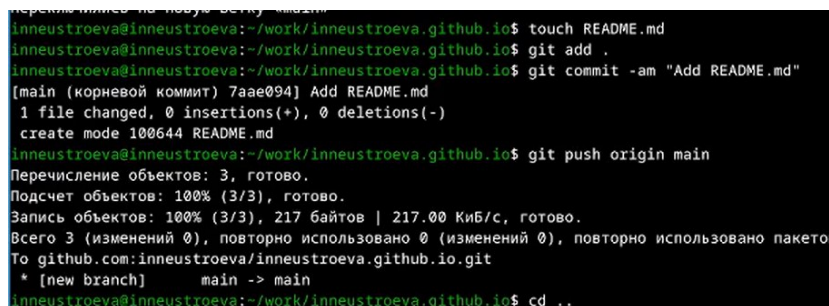 переключились на новую ветку «main»
inneustroeva@inneustroeva:~/work/inneustroeva.github.io$ touch README.md
inneustroeva@inneustroeva:~/work/inneustroeva.github.io$ git add .
inneustroeva@inneustroeva:~/work/inneustroeva.github.io$ git commit -am "Add README.md"
[main (корневой коммит) 7aae094] Add README.md
1 file changed, 0 insertions(+), 0 deletions(-)
create mode 100644 README.md
inneustroeva@inneustroeva:~/work/inneustroeva.github.io$ git push origin main
Перечисление объектов: 3, готово.
Подсчет объектов: 100% (3/3), готово.
Запись объектов: 100% (3/3), 217 байтов | 217.00 КиБ/с, готово.
Всего 3 (изменений 0), повторно использовано 0 (изменений 0), повторно использовано пакето
To github.com:inneustroeva/inneustroeva.github.io.git
* [new branch] main -> main
inneustroeva@inneustroeva:~/work/inneustroeva.github.io$ cd ..